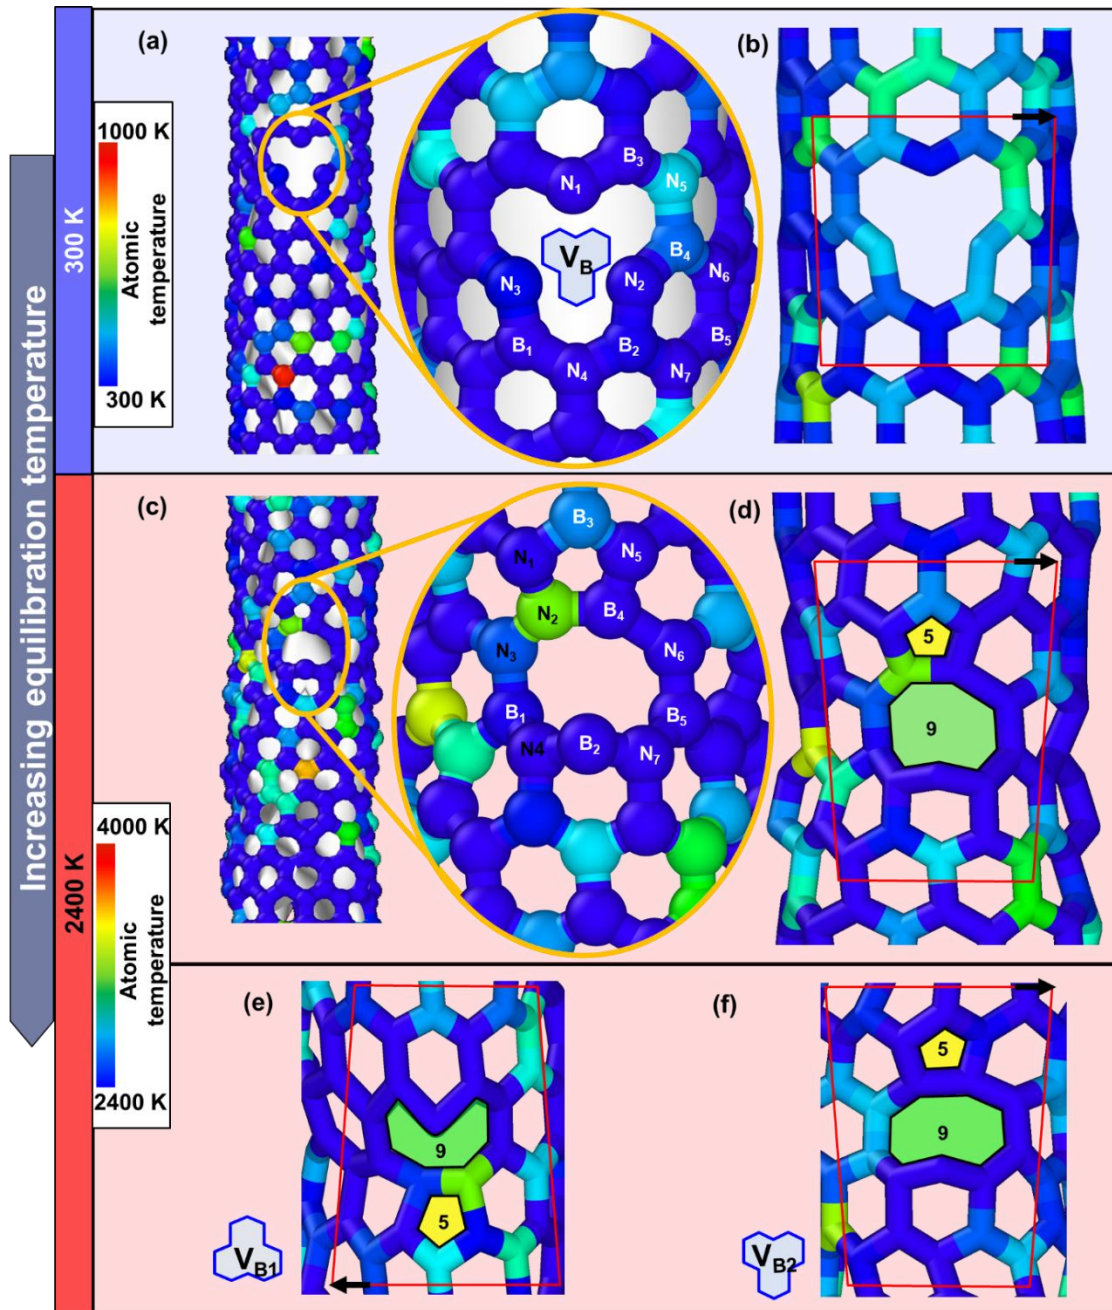 Increasing equilibration temperature
300 K
(a)
1000 K
Atomic
temperature
300 K
N1
B3
N5
VB
B4
N3
N2
N6
B1
B2
B5
N4
N7
(b)
2400 K
(c)
4000 K
Atomic
temperature
2400 K
B3
N1
N5
N2
B4
N3
N6
B1
B5
N4
B2
N7
(d)
5
9
(e)
9
5
VB1
(f)
5
9
VB2